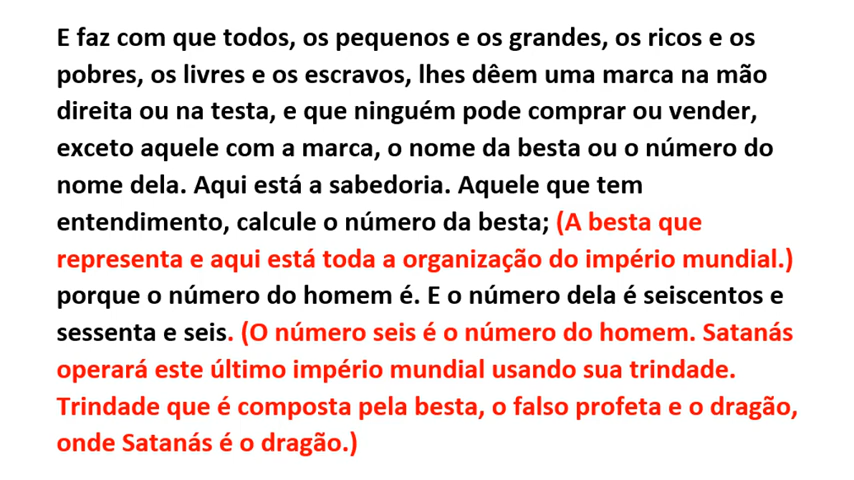 E faz com que todos, os pequenos e os grandes, os ricos e os
pobres, os livres e os escravos, lhes dêem uma marca na mão
direita ou na testa, e que ninguém pode comprar ou vender,
exceto aquele com a marca, o nome da besta ou o número do
nome dela. Aqui está a sabedoria. Aquele que tem
entendimento, calcule o número da besta; (A besta que
representa e aqui está toda a organização do império mundial.)
porque o número do homem é. E o número dela é seiscentos e
sessenta e seis. (O número seis é o número do homem. Satanás
operará este último império mundial usando sua trindade.
Trindade que é composta pela besta, o falso profeta e o dragão,
onde Satanás é o dragão.)